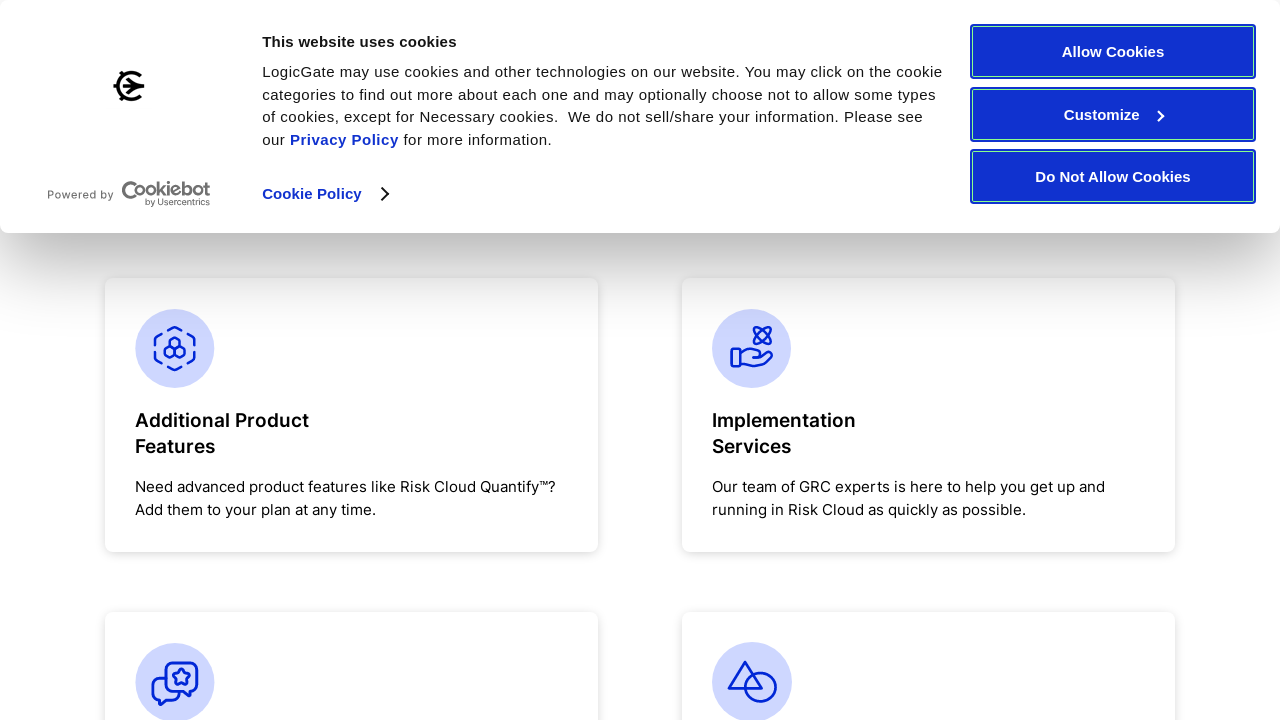 This website uses cookies
LogicGate may use cookies and other technologies on our website. You may click on the cookie
categories to find out more about each one and may optionally choose not to allow some types
of cookies, except for Necessary cookies.  We do not sell/share your information. Please see
our Privacy Policy for more information.
Cookie Policy
Powered by Cookiebot
by Usercentrics
Allow Cookies
Customize
Do Not Allow Cookies
Additional Product
Features
Need advanced product features like Risk Cloud Quantify™?
Add them to your plan at any time.
Implementation
Services
Our team of GRC experts is here to help you get up and
running in Risk Cloud as quickly as possible.